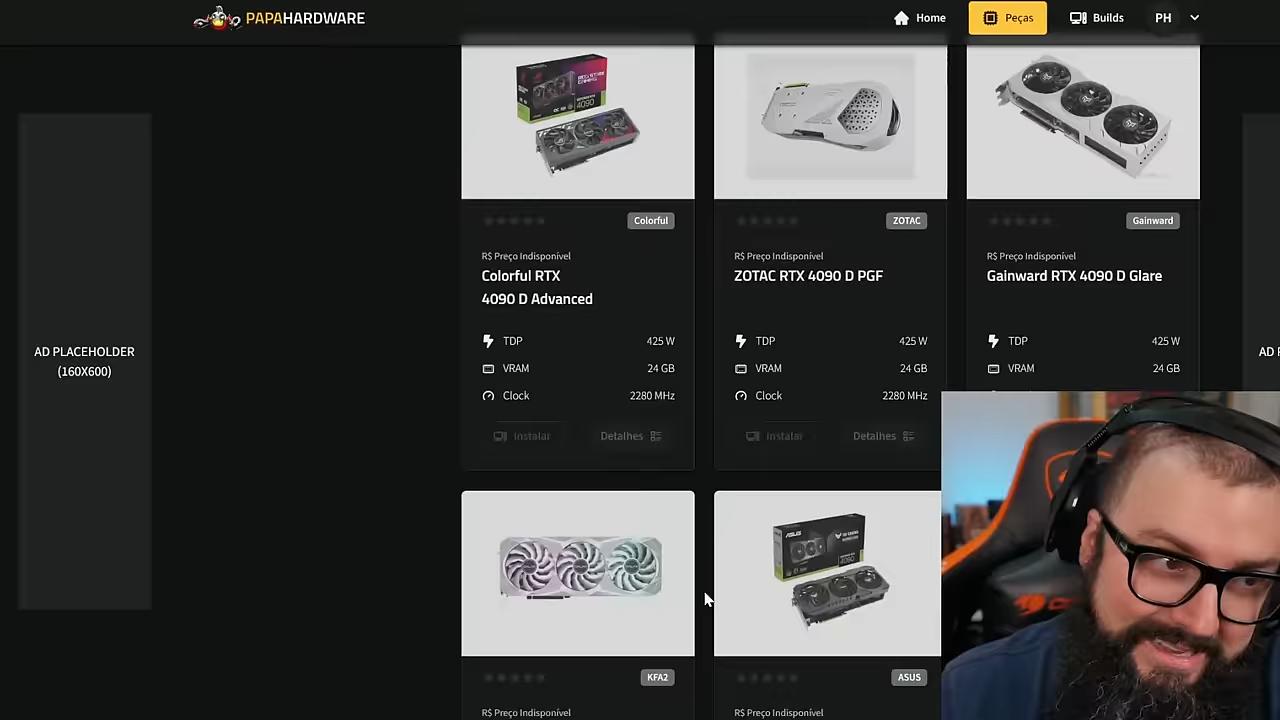 PAPAHARDWARE
Home
Peças
Builds
PH
AD PLACEHOLDER
(160X600)
AD
Colorful
R$ Preço Indisponível
Colorful RTX
4090 D Advanced
TDP 425 W
VRAM 24 GB
Clock 2280 MHz
Instalar
Detalhes
ZOTAC
R$ Preço Indisponível
ZOTAC RTX 4090 D PGF
TDP 425 W
VRAM 24 GB
Clock 2280 MHz
Instalar
Detalhes
Gainward
R$ Preço Indisponível
Gainward RTX 4090 D Glare
TDP 425 W
VRAM 24 GB
KFA2
R$ Preço Indisponível
ASUS
4090
ASUS
R$ Preço Indisponível